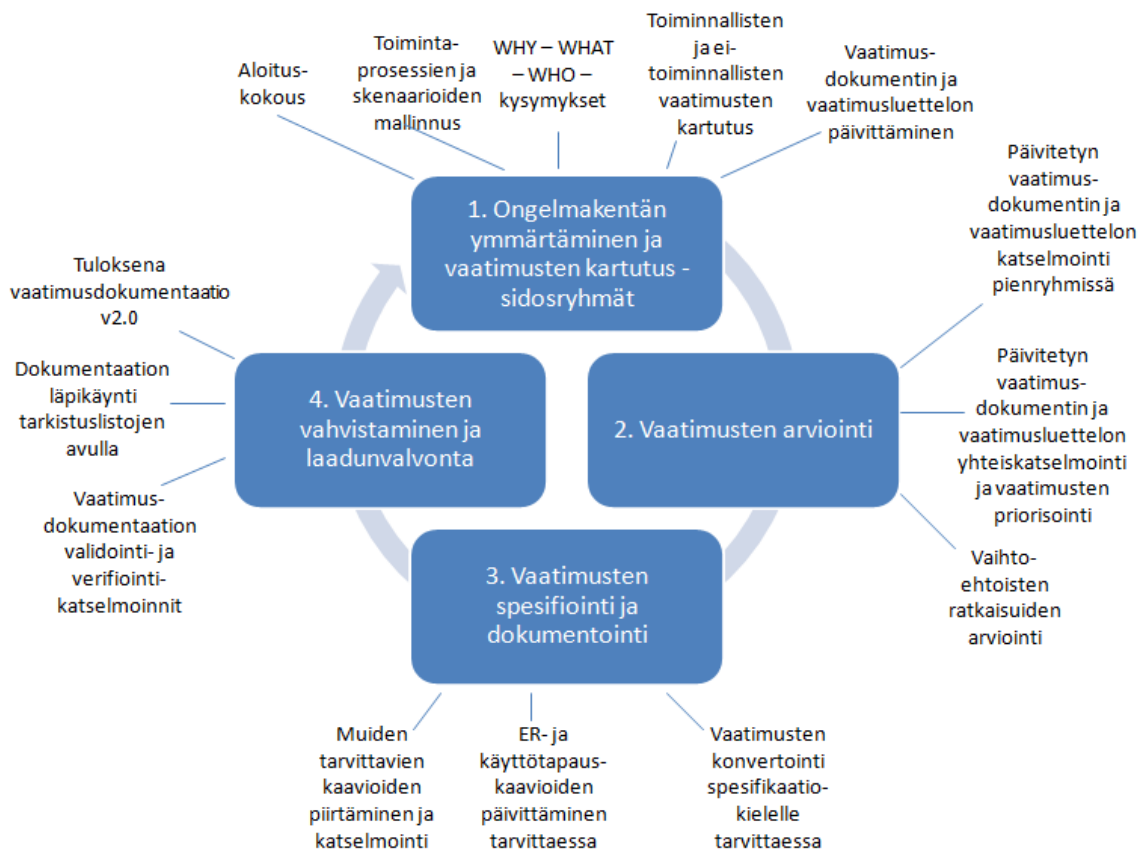 Aloitus-
kokous
Toiminta-
prosessien ja
skenaarioiden
mallinnus
WHY – WHAT
– WHO –
kysymykset
Toiminnallisten
ja ei-
toiminnallisten
vaatimusten
kartutus
Vaatimus-
dokumentin ja
vaatimusluettelon
päivittäminen
1. Ongelmakentän
ymmärtäminen ja
vaatimusten kartutus -
sidosryhmät
Päivitetyn
vaatimus-
dokumentin ja
vaatimusluettelon
katselmointi
pienryhmissä
2. Vaatimusten arviointi
Päivitetyn
vaatimus-
dokumentin ja
vaatimusluettelon
yhteiskatselmointi
ja vaatimusten
priorisointi
Vaihto-
ehtoisten
ratkaisuiden
arviointi
3. Vaatimusten
spesifiointi ja
dokumentointi
Vaatimusten
konvertointi
spesifikaatio-
kielelle
tarvittaessa
ER- ja
käyttötapaus-
kaavioiden
päivittäminen
tarvittaessa
Muiden
tarvittavien
kaavioiden
piirtäminen ja
katselmointi
4. Vaatimusten
vahvistaminen ja
laadunvalvonta
Vaatimus-
dokumentaation
validointi- ja
verifiointi-
katselmoinnit
Dokumentaation
läpikäynti
tarkistuslistojen
avulla
Tuloksena
vaatimusdokumentaatio
v2.0